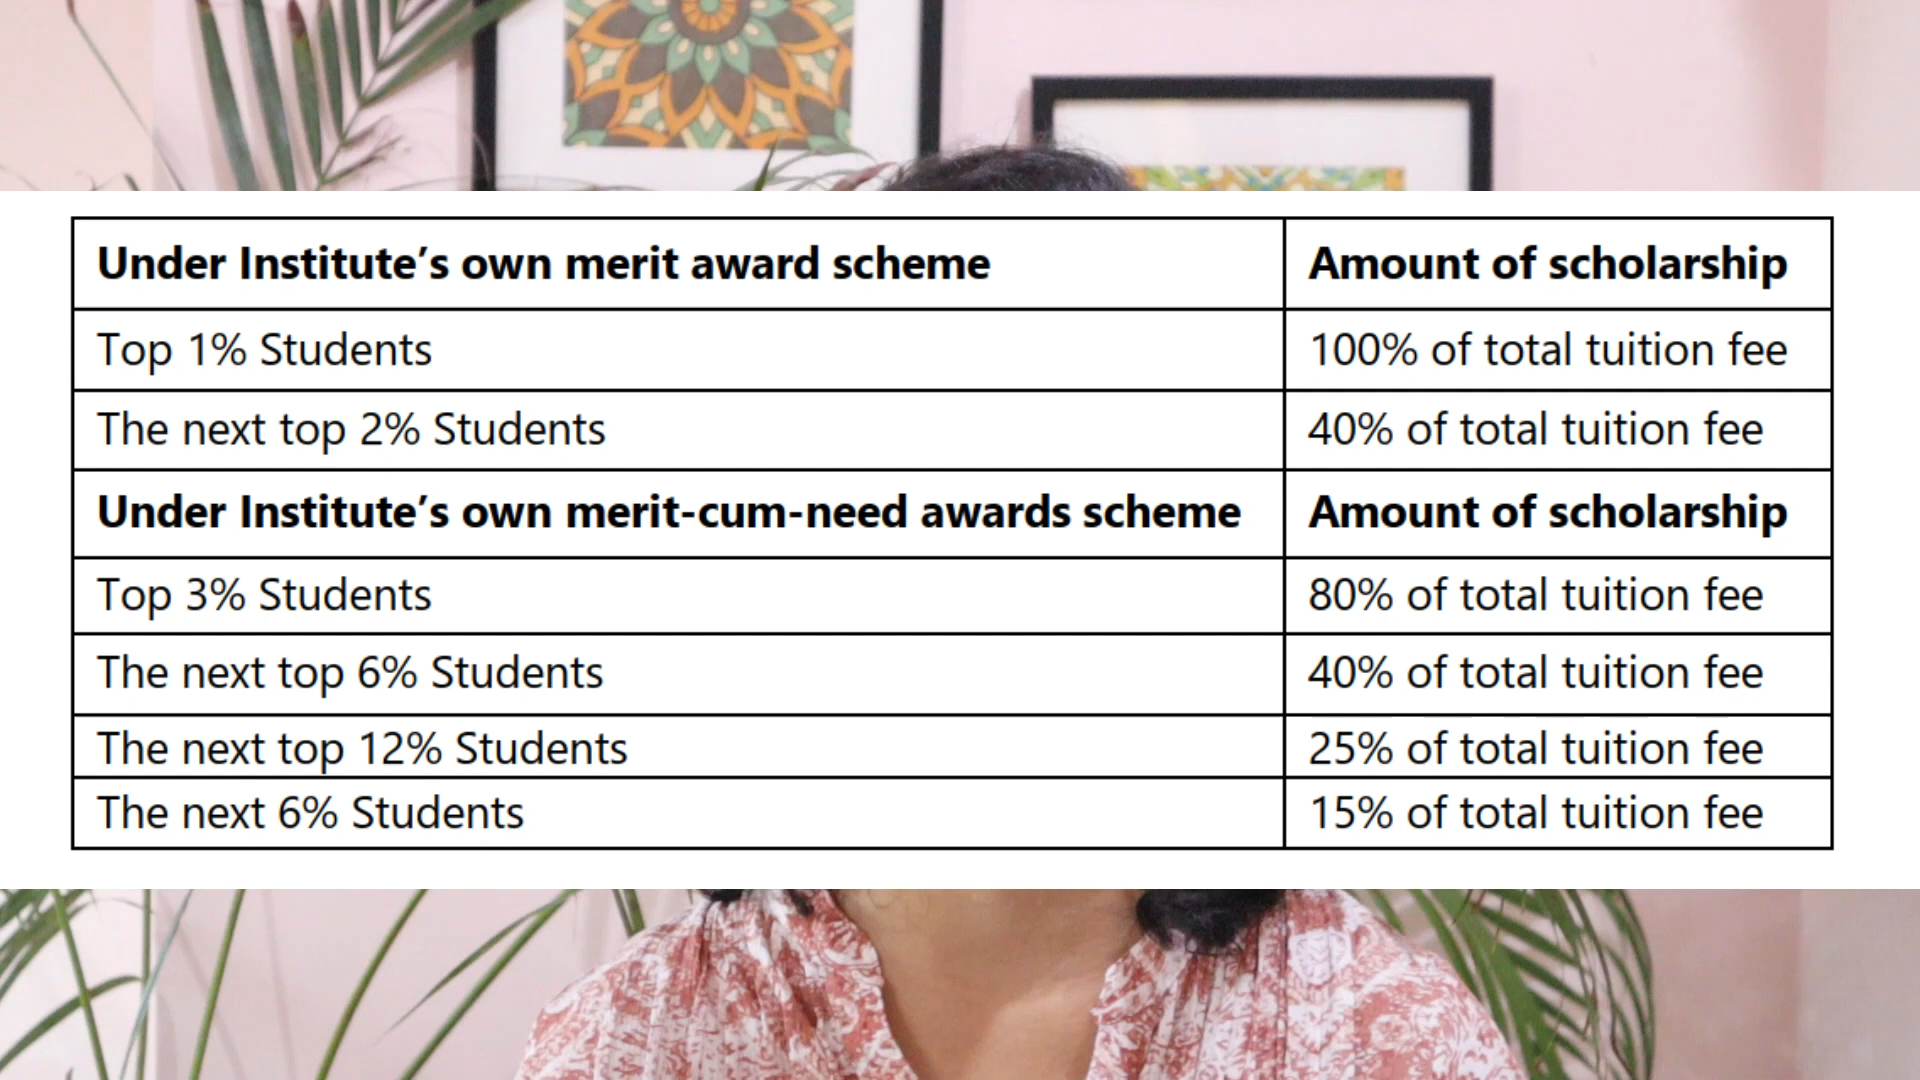 Under Institute’s own merit award scheme Amount of scholarship
Top 1% Students 100% of total tuition fee
The next top 2% Students 40% of total tuition fee
Under Institute’s own merit-cum-need awards scheme Amount of scholarship
Top 3% Students 80% of total tuition fee
The next top 6% Students 40% of total tuition fee
The next top 12% Students 25% of total tuition fee
The next 6% Students 15% of total tuition fee